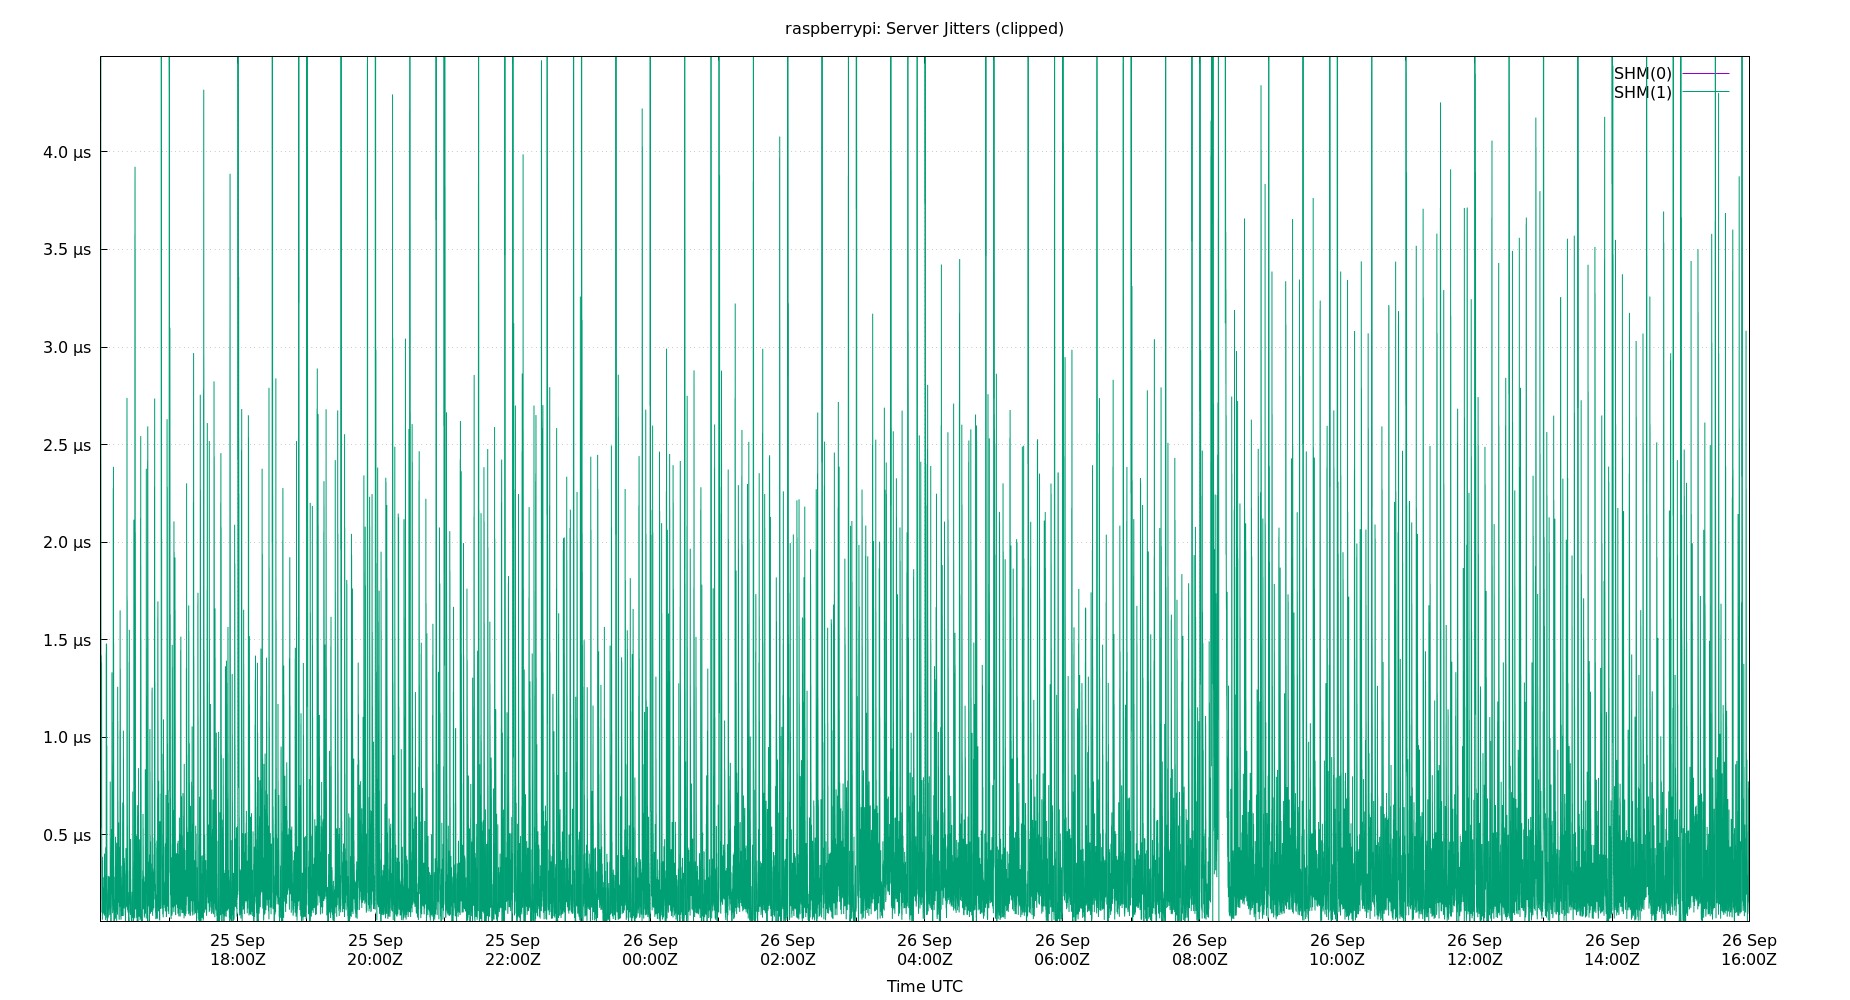 raspberrypi: Server Jitters (clipped)
SHM(0)
SHM(1)
4.0 µs
3.5 µs
3.0 µs
2.5 µs
2.0 µs
1.5 µs
1.0 µs
0.5 µs
25 Sep 25 Sep 25 Sep 26 Sep 26 Sep 26 Sep 26 Sep 26 Sep 26 Sep 26 Sep 26 Sep 26 Sep
18:00Z 20:00Z 22:00Z 00:00Z 02:00Z 04:00Z 06:00Z 08:00Z 10:00Z 12:00Z 14:00Z 16:00Z
Time UTC